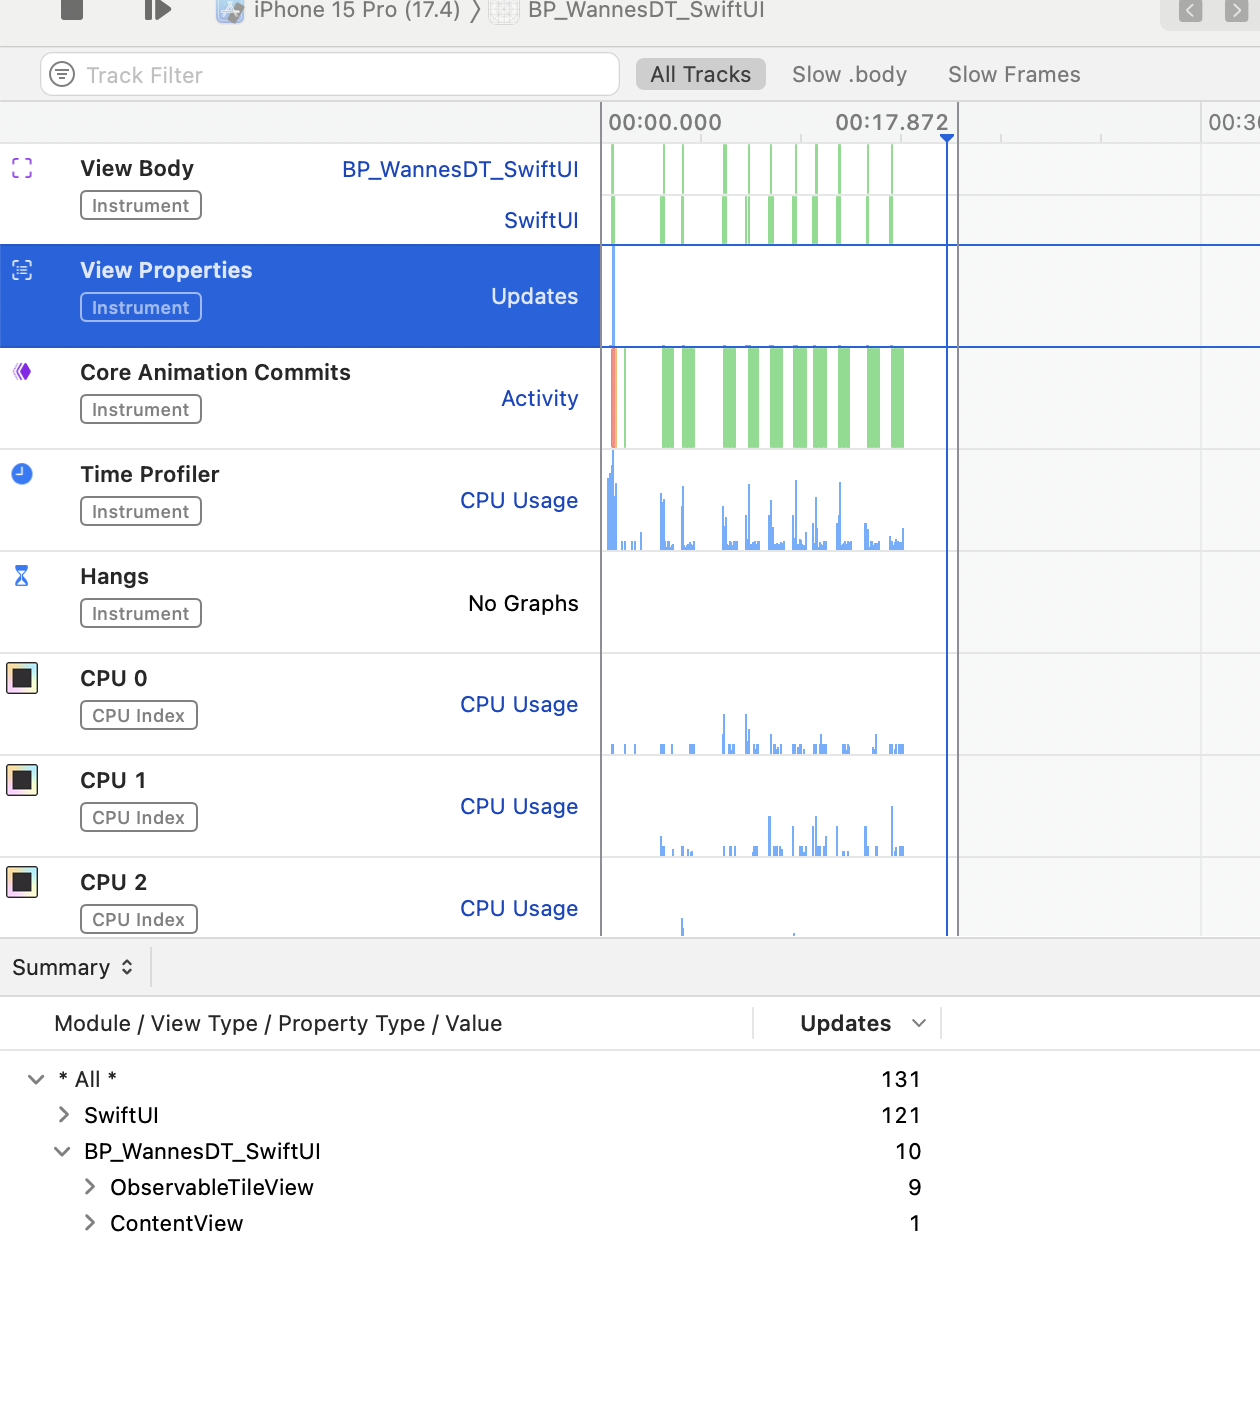 iPhone 15 Pro (17.4) 〉 BP_WannesDT_SwiftUI
Track Filter All Tracks Slow .body Slow Frames
00:00.000 00:17.872
View Body BP_WannesDT_SwiftUI
Instrument
SwiftUI
View Properties
Updates
Instrument
Core Animation Commits
Activity
Instrument
Time Profiler
CPU Usage
Instrument
Hangs
No Graphs
Instrument
CPU 0
CPU Usage
CPU Index
CPU 1
CPU Usage
CPU Index
CPU 2
CPU Usage
CPU Index
Summary
Module / View Type / Property Type / Value Updates
* All * 131
SwiftUI 121
BP_WannesDT_SwiftUI 10
ObservableTileView 9
ContentView 1